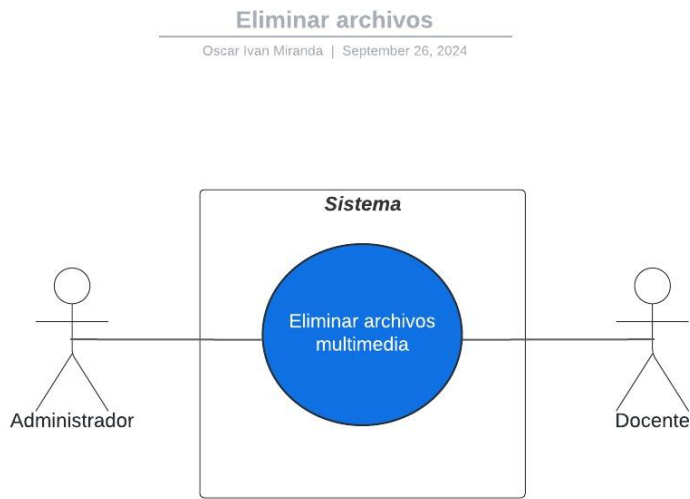 Eliminar archivos
Oscar Ivan Miranda | September 26, 2024
Sistema
Eliminar archivos
multimedia
Administrador
Docente